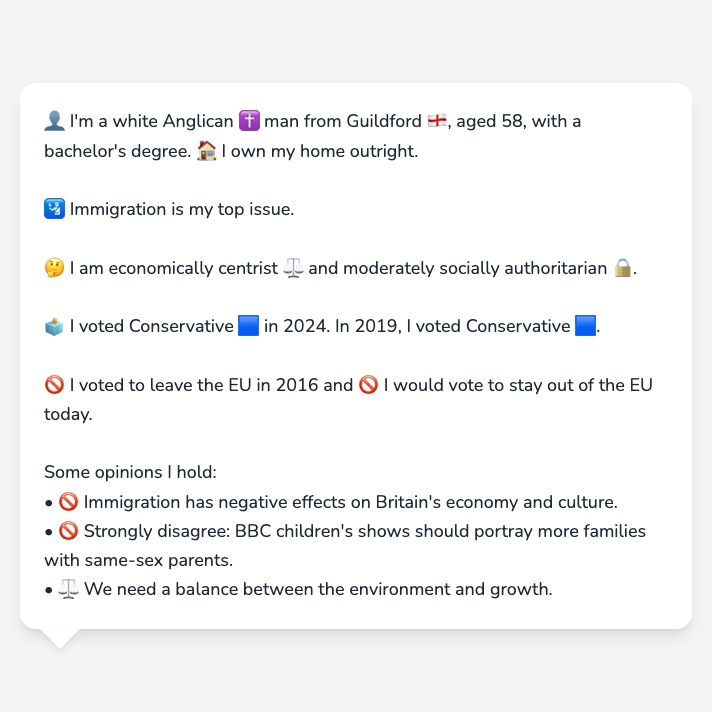 👤 I'm a white Anglican ✝️ man from Guildford 🏴󠁧󠁢󠁥󠁮󠁧󠁿, aged 58, with a
bachelor's degree. 🏠 I own my home outright.
🛂 Immigration is my top issue.
🤔 I am economically centrist ⚖️ and moderately socially authoritarian 🔒.
🗳️ I voted Conservative 🟦 in 2024. In 2019, I voted Conservative 🟦.
🚫 I voted to leave the EU in 2016 and 🚫 I would vote to stay out of the EU
today.
Some opinions I hold:
• 🚫 Immigration has negative effects on Britain's economy and culture.
• 🚫 Strongly disagree: BBC children's shows should portray more families
with same-sex parents.
• ⚖️ We need a balance between the environment and growth.